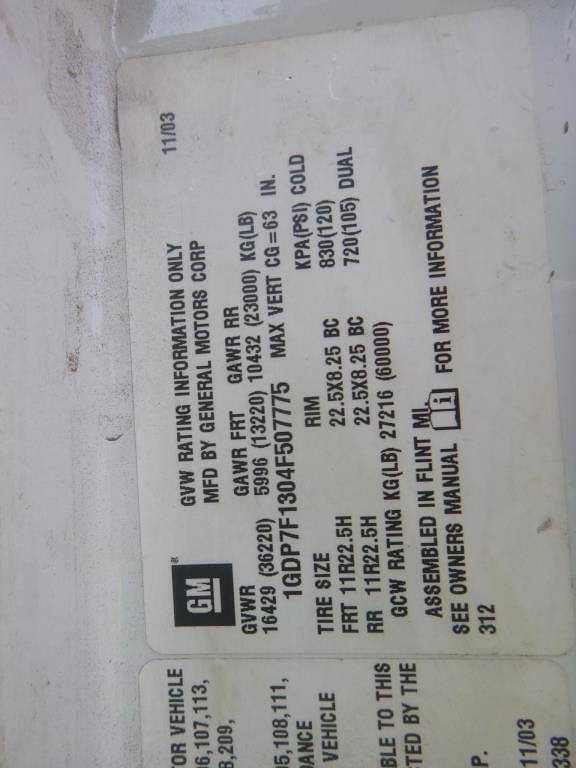 GM®
GVW RATING INFORMATION ONLY 11/03
MFD BY GENERAL MOTORS CORP
GVWR GAWR FRT GAWR RR
16429 (36220) 5996 (13220) 10432 (23000) KG(LB)
1GDP7F1304F507775 MAX VERT CG=63 IN.
TIRE SIZE RIM KPA(PSI) COLD
FRT 11R22.5H 22.5X8.25 BC 830(120)
RR 11R22.5H 22.5X8.25 BC 720(105) DUAL
GCW RATING KG(LB) 27216 (60000)
ASSEMBLED IN FLINT MI.
SEE OWNERS MANUAL i FOR MORE INFORMATION
312
OR VEHICLE
6,107,113,
8,209,
5,108,111,
DANCE
VEHICLE
BLE TO THIS
TED BY THE
P.
11/03
338